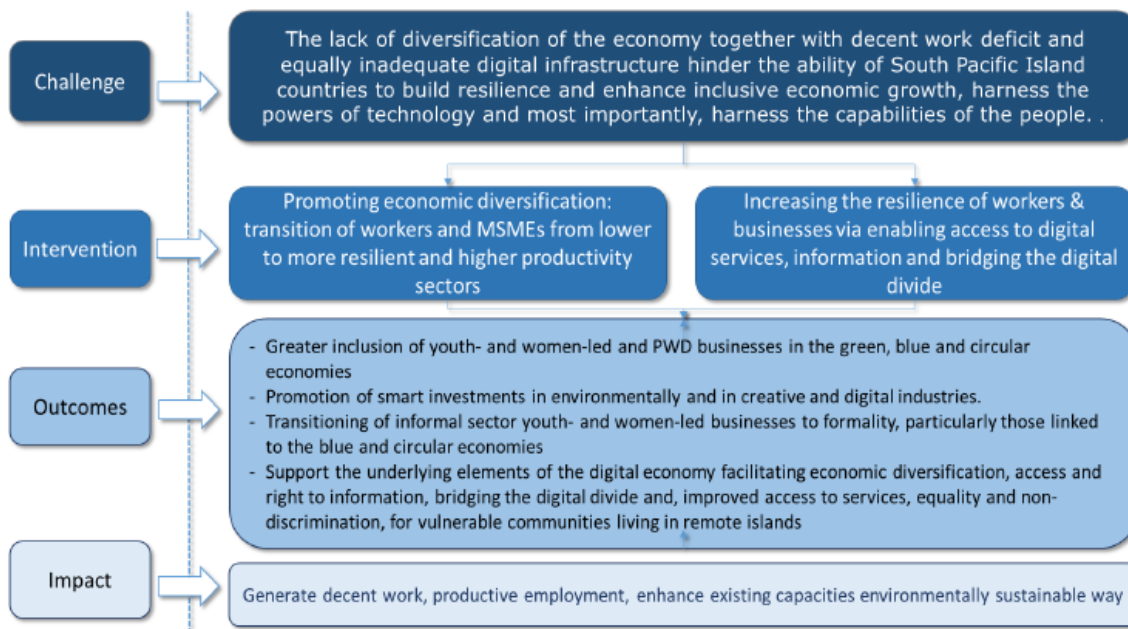 Challenge
The lack of diversification of the economy together with decent work deficit and
equally inadequate digital infrastructure hinder the ability of South Pacific Island
countries to build resilience and enhance inclusive economic growth, harness the
powers of technology and most importantly, harness the capabilities of the people. .
Intervention
Promoting economic diversification:
transition of workers and MSMEs from lower
to more resilient and higher productivity
sectors
Increasing the resilience of workers &
businesses via enabling access to digital
services, information and bridging the digital
divide
Outcomes
- Greater inclusion of youth- and women-led and PWD businesses in the green, blue and circular
economies
- Promotion of smart investments in environmentally and in creative and digital industries.
- Transitioning of informal sector youth- and women-led businesses to formality, particularly those linked
to the blue and circular economies
- Support the underlying elements of the digital economy facilitating economic diversification, access and
right to information, bridging the digital divide and, improved access to services, equality and non-
discrimination, for vulnerable communities living in remote islands
Impact
Generate decent work, productive employment, enhance existing capacities environmentally sustainable way